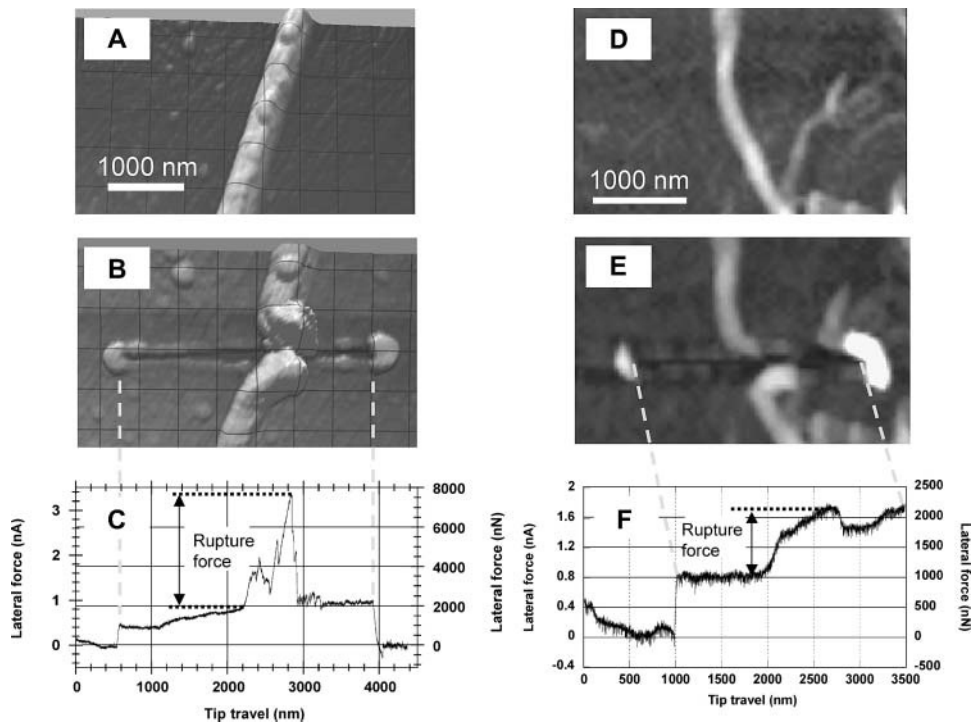 A
1000 nm
D
1000 nm
B
E
C
Rupture
force
Lateral force (nA)
3
2
1
0
8000
6000
4000
2000
0
Lateral force (nN)
0 1000 2000 3000 4000
Tip travel (nm)
F
Rupture
force
Lateral force (nA)
2
1.6
1.2
0.8
0.4
0
-0.4
2500
2000
1500
1000
500
0
-500
Lateral force (nN)
0 500 1000 1500 2000 2500 3000 3500
Tip travel (nm)